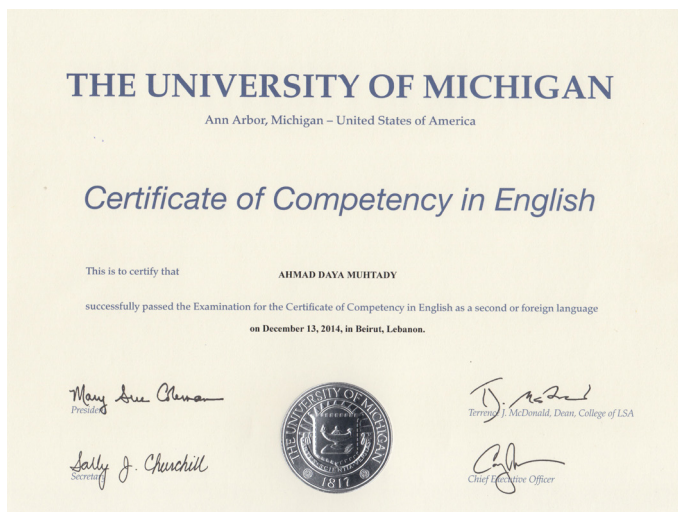 THE UNIVERSITY OF MICHIGAN
Ann Arbor, Michigan – United States of America
Certificate of Competency in English
This is to certify that
AHMAD DAYA MUHTADY
successfully passed the Examination for the Certificate of Competency in English as a second or foreign language
on December 13, 2014, in Beirut, Lebanon.
Mary Sue Coleman
President
Terrence J. McDonald, Dean, College of LSA
Sally J. Churchill
Secretary
Chief Executive Officer
THE UNIVERSITY OF MICHIGAN
1817